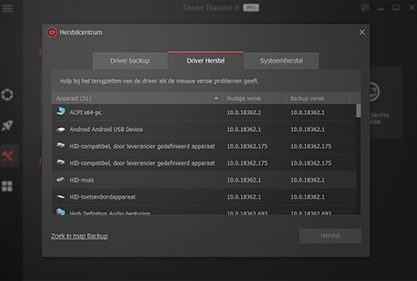 Driver Booster 8 PRO
Herstelcentrum
Driver backup Driver Herstel Systeemherstel
Hulp bij het terugzetten van de driver als de nieuwe versie problemen geeft.
Apparaat (51) Huidige versie Backup versie
ACPI x64-pc 10.0.18362.1 10.0.18362.1
Android Android USB Device 10.0.18362.1 10.0.18362.1
HID-compatibel, door leverancier gedefinieerd apparaat 10.0.18362.175 10.0.18362.175
HID-compatibel, door leverancier gedefinieerd apparaat 10.0.18362.175 10.0.18362.175
HID-muis 10.0.18362.1 10.0.18362.1
HID-toetsenbordapparaat 10.0.18362.1 10.0.18362.1
High Definition Audio-besturing 10.0.18362.693 10.0.18362.693
Zoek in map Backup Herstel